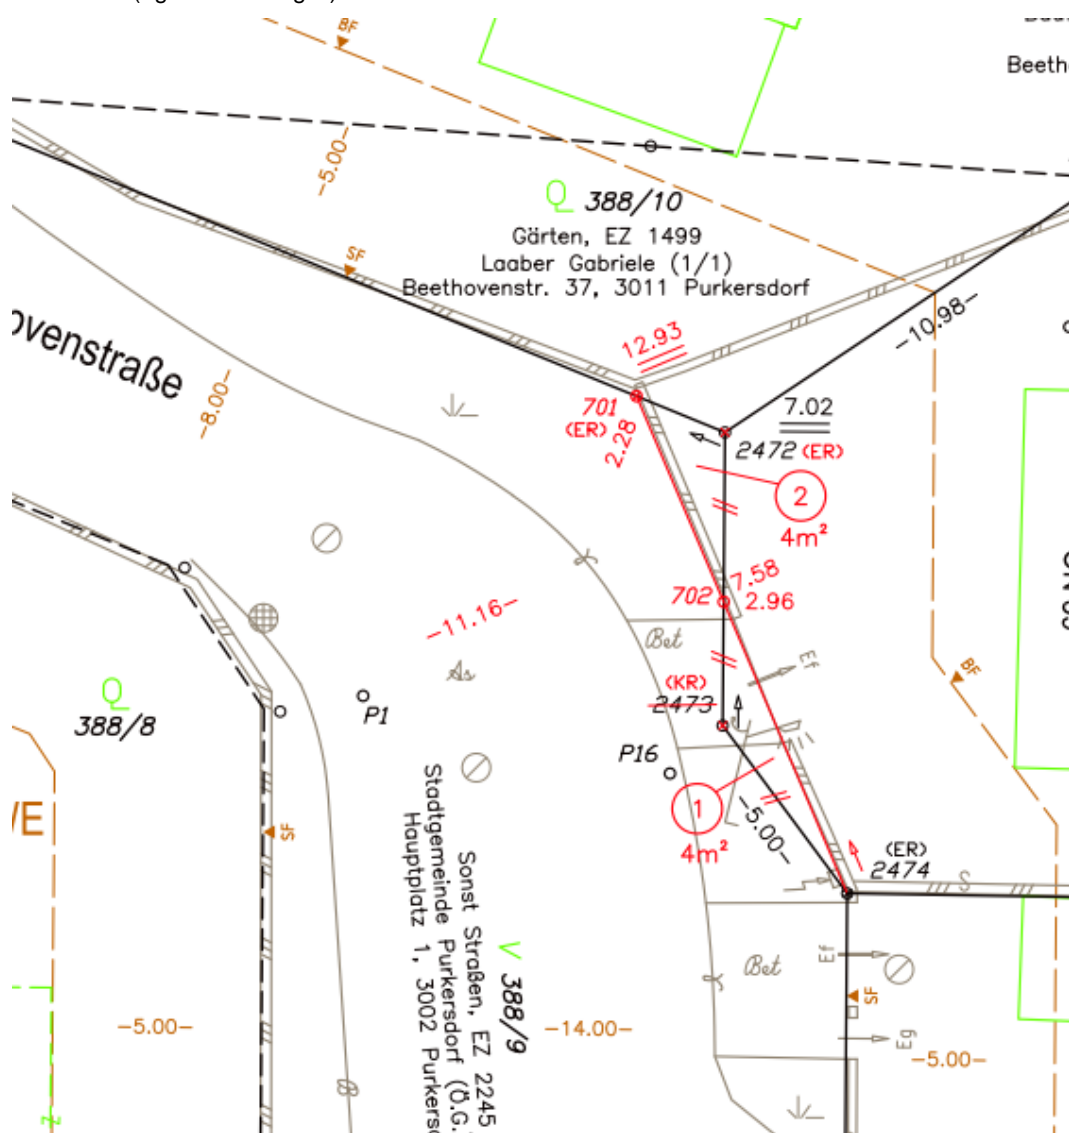 BF
Beeth
-5.00-
388/10
Gärten, EZ 1499
Laaber Gabriele (1/1)
Beethovenstr. 37, 3011 Purkersdorf
SF
ovenstraße
-8.00-
12.93
-10.98-
701
(ER)
2.28
7.02
2472 (ER)
2
4m²
7.58
702
2.96
-11.16-
Bet
As
Ef
(KR)
2473
388/8
P1
P16
BF
/E
SF
1
4m²
-5.00-
(ER)
2474
S
Stadtgemeinde Purkersdorf (Ö.G.
Hauptplatz 1, 3002 Purkers
Sonst Straßen, EZ 2245
V 388/9
Bet
Ef
SF
-5.00-
-14.00-
Eg
-5.00-